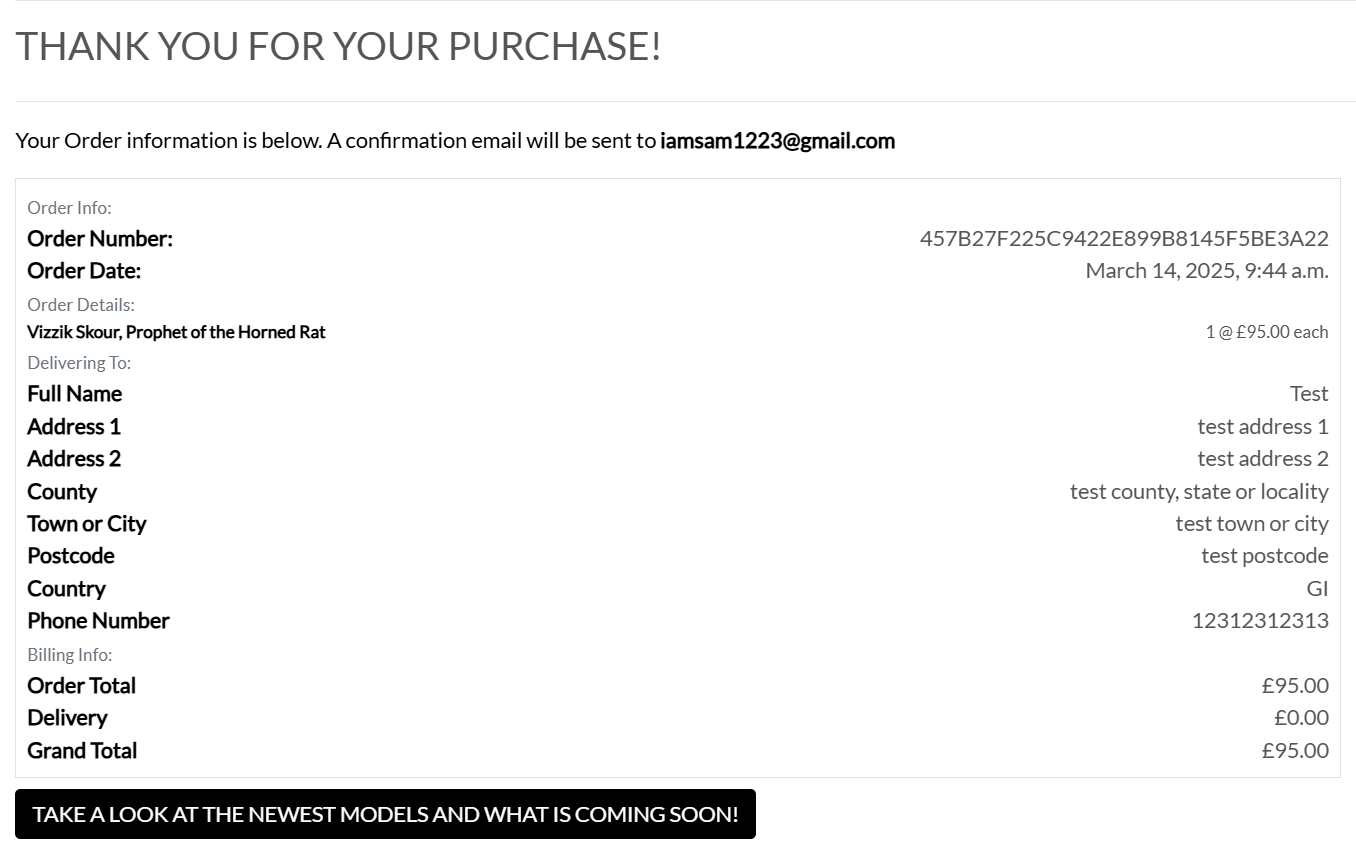 THANK YOU FOR YOUR PURCHASE!
Your Order information is below. A confirmation email will be sent to iamsam1223@gmail.com
Order Info:
Order Number: 457B27F225C9422E899B8145F5BE3A22
Order Date: March 14, 2025, 9:44 a.m.
Order Details:
Vizzik Skour, Prophet of the Horned Rat 1 @ £95.00 each
Delivering To:
Full Name Test
Address 1 test address 1
Address 2 test address 2
County test county, state or locality
Town or City test town or city
Postcode test postcode
Country GI
Phone Number 12312312313
Billing Info:
Order Total £95.00
Delivery £0.00
Grand Total £95.00
TAKE A LOOK AT THE NEWEST MODELS AND WHAT IS COMING SOON!